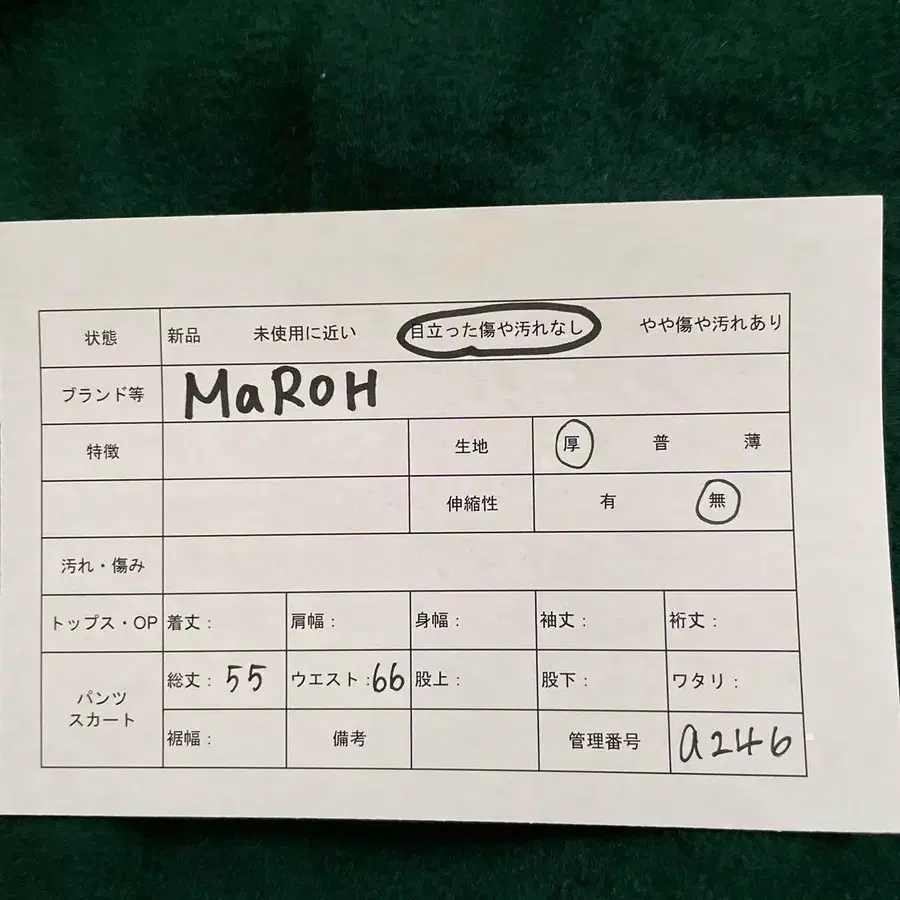 状態 新品 未使用に近い 目立った傷や汚れなし やや傷や汚れあり
ブランド等 MaROH
特徴 生地 厚 普 薄
伸縮性 有 無
汚れ・傷み
トップス・OP 着丈: 肩幅: 身幅: 袖丈: 裄丈:
パンツ スカート 総丈: 55 ウエスト:66 股上: 股下: ワタリ:
裾幅: 備考 管理番号 a246